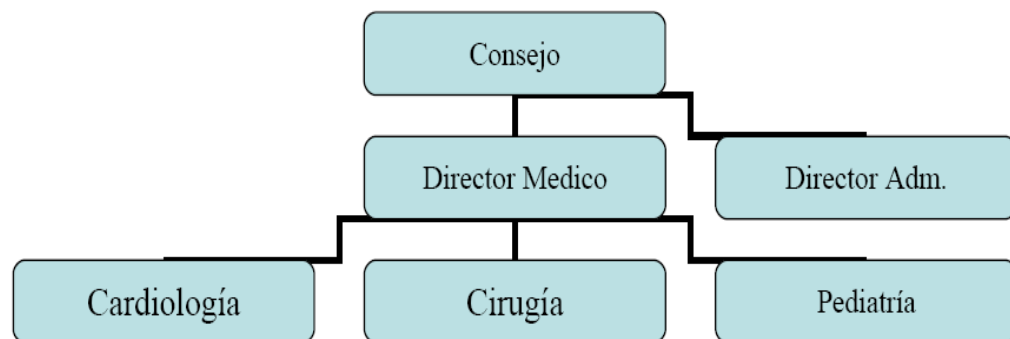 Consejo
Director Medico
Director Adm.
Cardiología
Cirugía
Pediatría